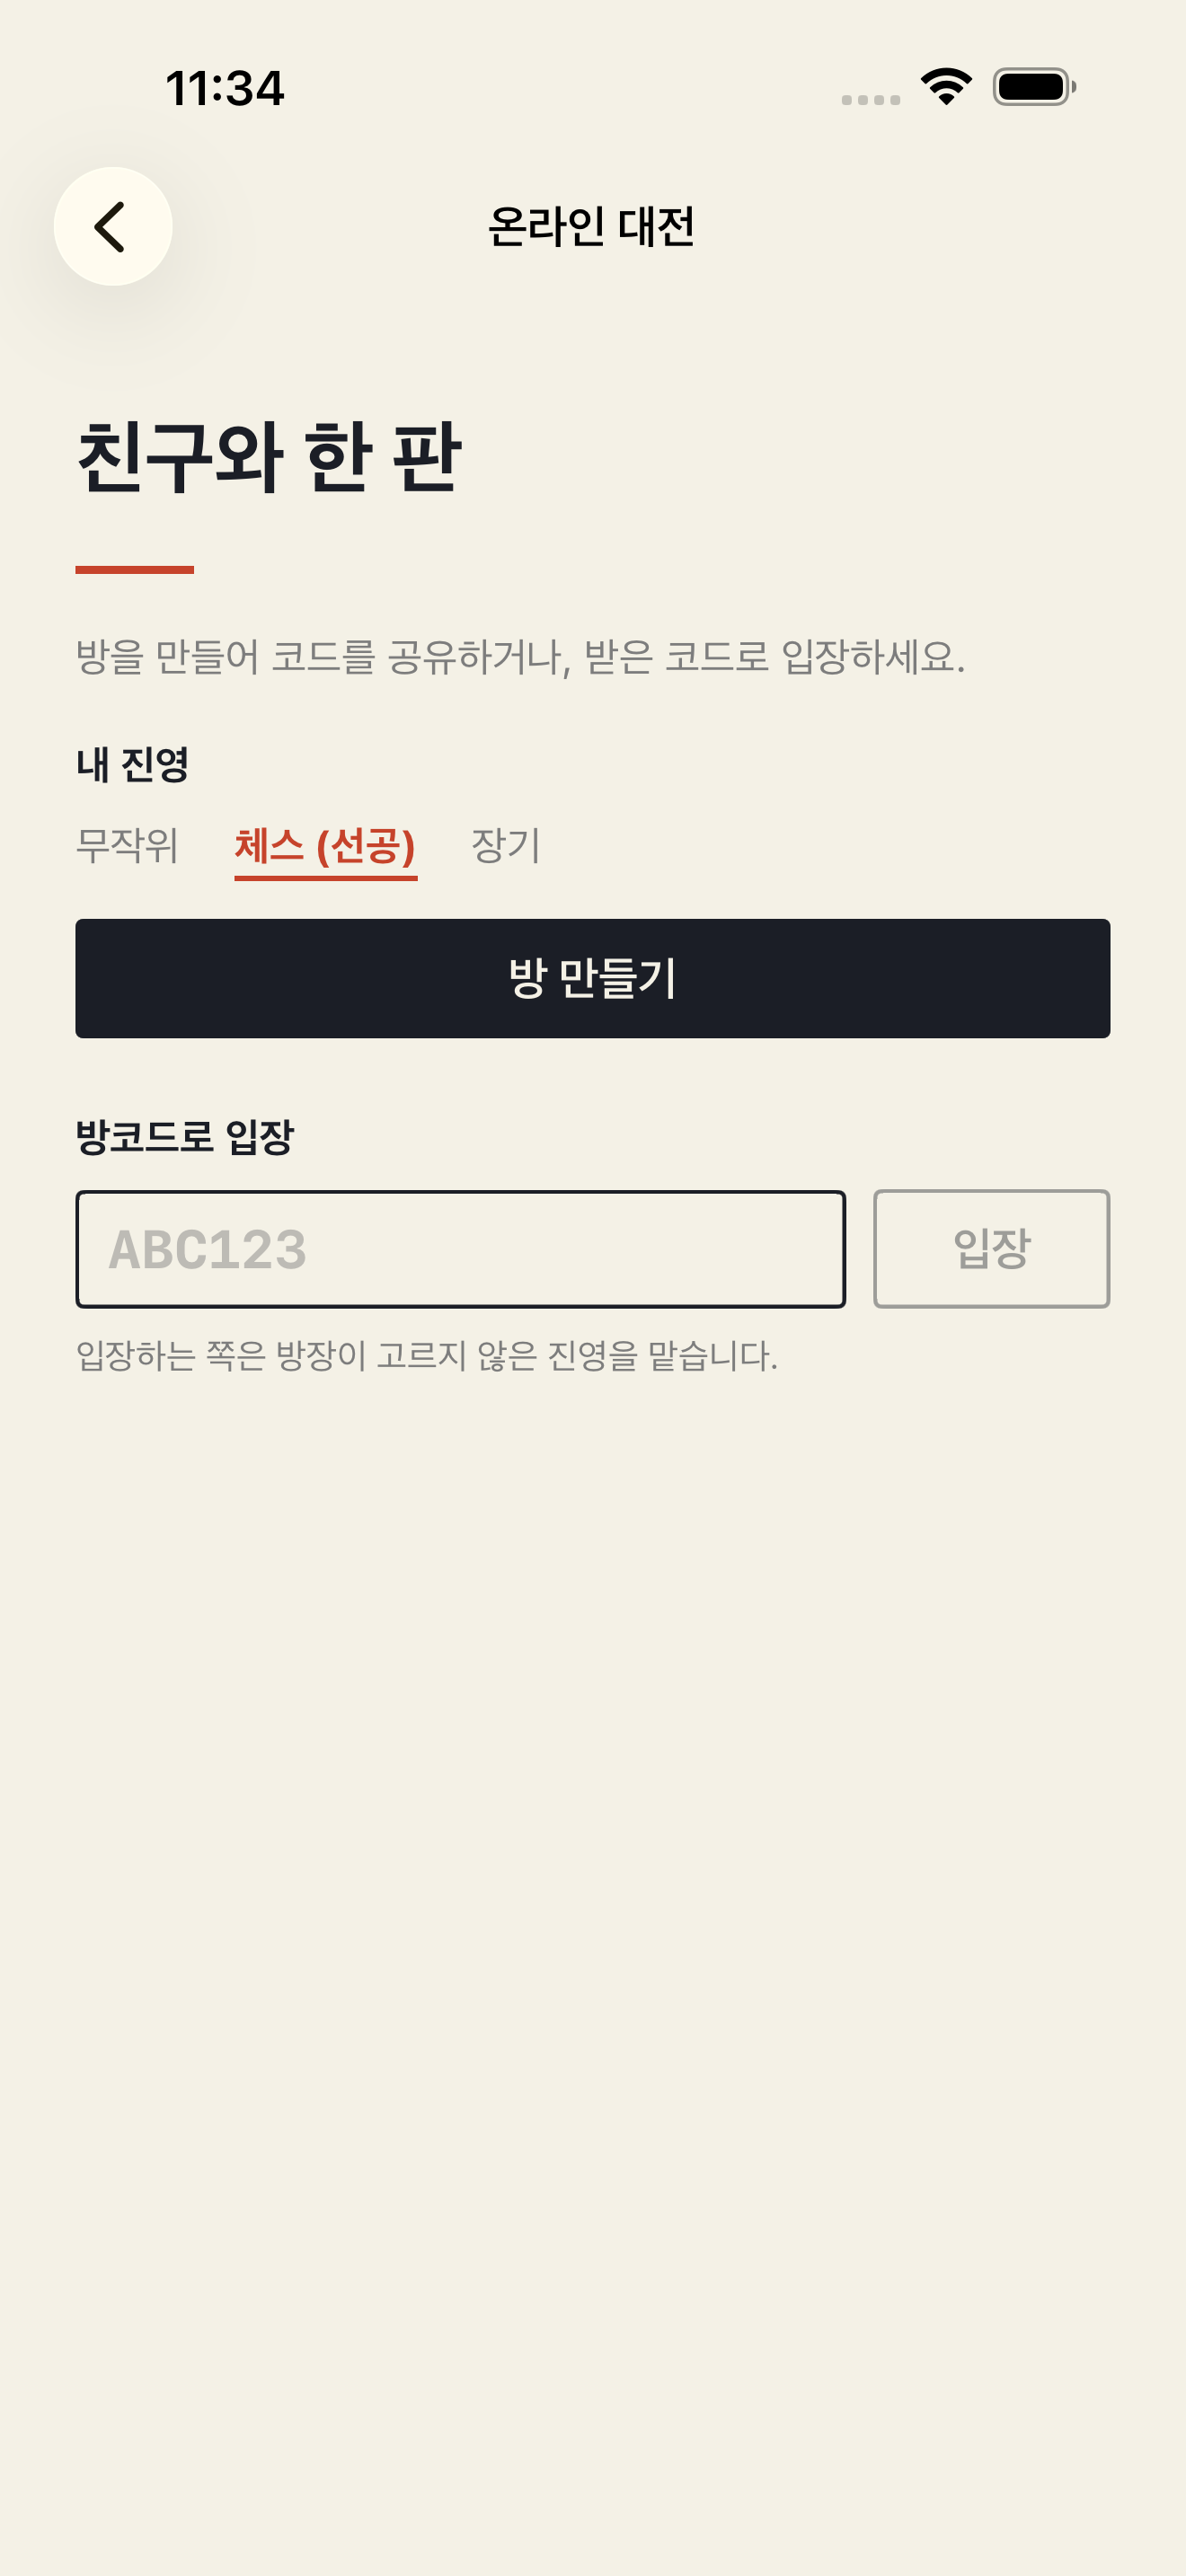 11:34
온라인 대전
친구와 한 판
방을 만들어 코드를 공유하거나, 받은 코드로 입장하세요.
내 진영
무작위 체스 (선공) 장기
방 만들기
방코드로 입장
ABC123 입장
입장하는 쪽은 방장이 고르지 않은 진영을 맡습니다.